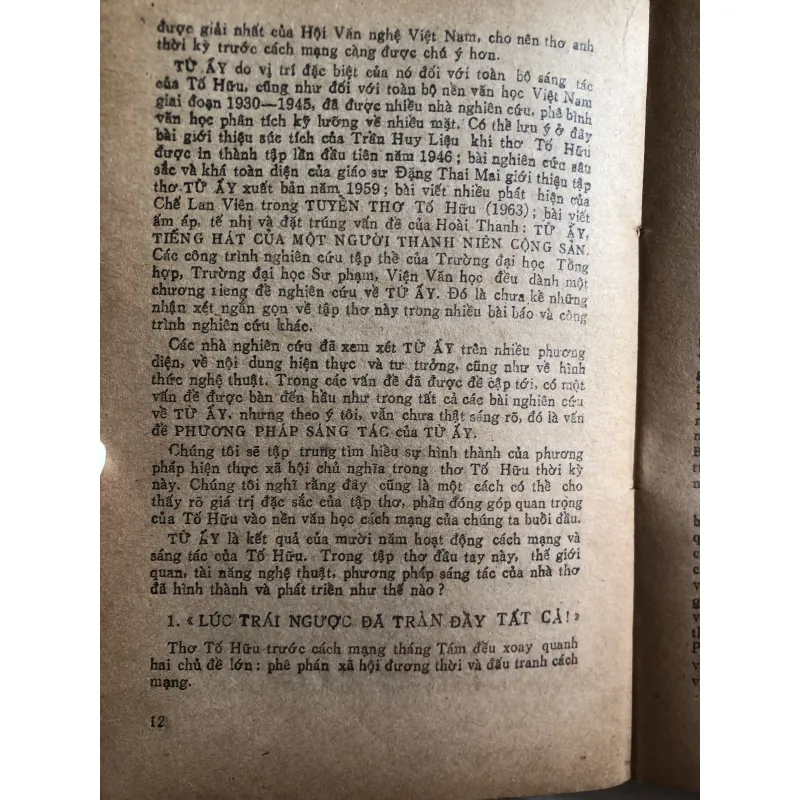 được giải nhất của Hội Văn nghệ Việt Nam, cho nên thơ anh
thời kỳ trước cách mạng càng được chú ý hơn.
TỪ ẤY do vị trí đặc biệt của nó đối với toàn bộ sáng tác
của Tố Hữu, cũng như đối với toàn bộ nền văn học Việt Nam
giai đoạn 1930—1945, đã được nhiều nhà nghiên cứu, phê bình
văn học phân tích kỹ lưỡng về nhiều mặt. Có thể lưu ý ở đây
bài giới thiệu súc tích của Trần Huy Liệu khi thơ Tố Hữu
được in thành tập lần đầu tiên năm 1946 ; bài nghiên cứu sâu
sắc và khá toàn diện của giáo sư Đặng Thai Mai giới thiệu tập
thơ TỪ ẤY xuất bản năm 1959 ; bài viết nhiều phát hiện của
Chế Lan Viên trong TUYỂN THƠ Tố Hữu (1963) ; bài viết
ấm áp, tế nhị và đặt trúng vấn đề của Hoài Thanh : TỪ ẤY,
TIẾNG HÁT CỦA MỘT NGƯỜI THANH NIÊN CỘNG SẢN.
Các công trình nghiên cứu tập thể của Trường đại học Tổng
hợp, Trường đại học Sư phạm, Viện Văn học đều dành một
chương riêng để nghiên cứu về TỪ ẤY. Đó là chưa kể những
nhận xét ngắn gọn về tập thơ này trong nhiều bài báo và công
trình nghiên cứu khác.
Các nhà nghiên cứu đã xem xét TỪ ẤY trên nhiều phương
diện, về nội dung hiện thực và tư tưởng, cũng như về hình
thức nghệ thuật. Trong các vấn đề đã được đề cập tới, có một
vấn đề được bàn đến hầu như trong tất cả các bài nghiên cứu
về TỪ ẤY, nhưng theo ý tôi, vẫn chưa thật sáng rõ, đó là vấn
đề PHƯƠNG PHÁP SÁNG TÁC của TỪ ẤY.
Chúng tôi sẽ tập trung tìm hiểu sự hình thành của phương
pháp hiện thực xã hội chủ nghĩa trong thơ Tố Hữu thời kỳ
này. Chúng tôi nghĩ rằng đây cũng là một cách có thể cho
thấy rõ giá trị đặc sắc của tập thơ, phần đóng góp quan trọng
của Tố Hữu vào nền văn học cách mạng của chúng ta buổi đầu.
TỪ ẤY là kết quả của mười năm hoạt động cách mạng và
sáng tác của Tố Hữu. Trong tập thơ đầu tay này, thế giới
quan, tài năng nghệ thuật, phương pháp sáng tác của nhà thơ
đã hình thành và phát triển như thế nào ?
1. « LÚC TRÁI NGƯỢC ĐÃ TRÀN ĐẦY TẤT CẢ! »
Thơ Tố Hữu trước cách mạng tháng Tám đều xoay quanh
hai chủ đề lớn : phê phán xã hội đương thời và đấu tranh cách
mạng.
12